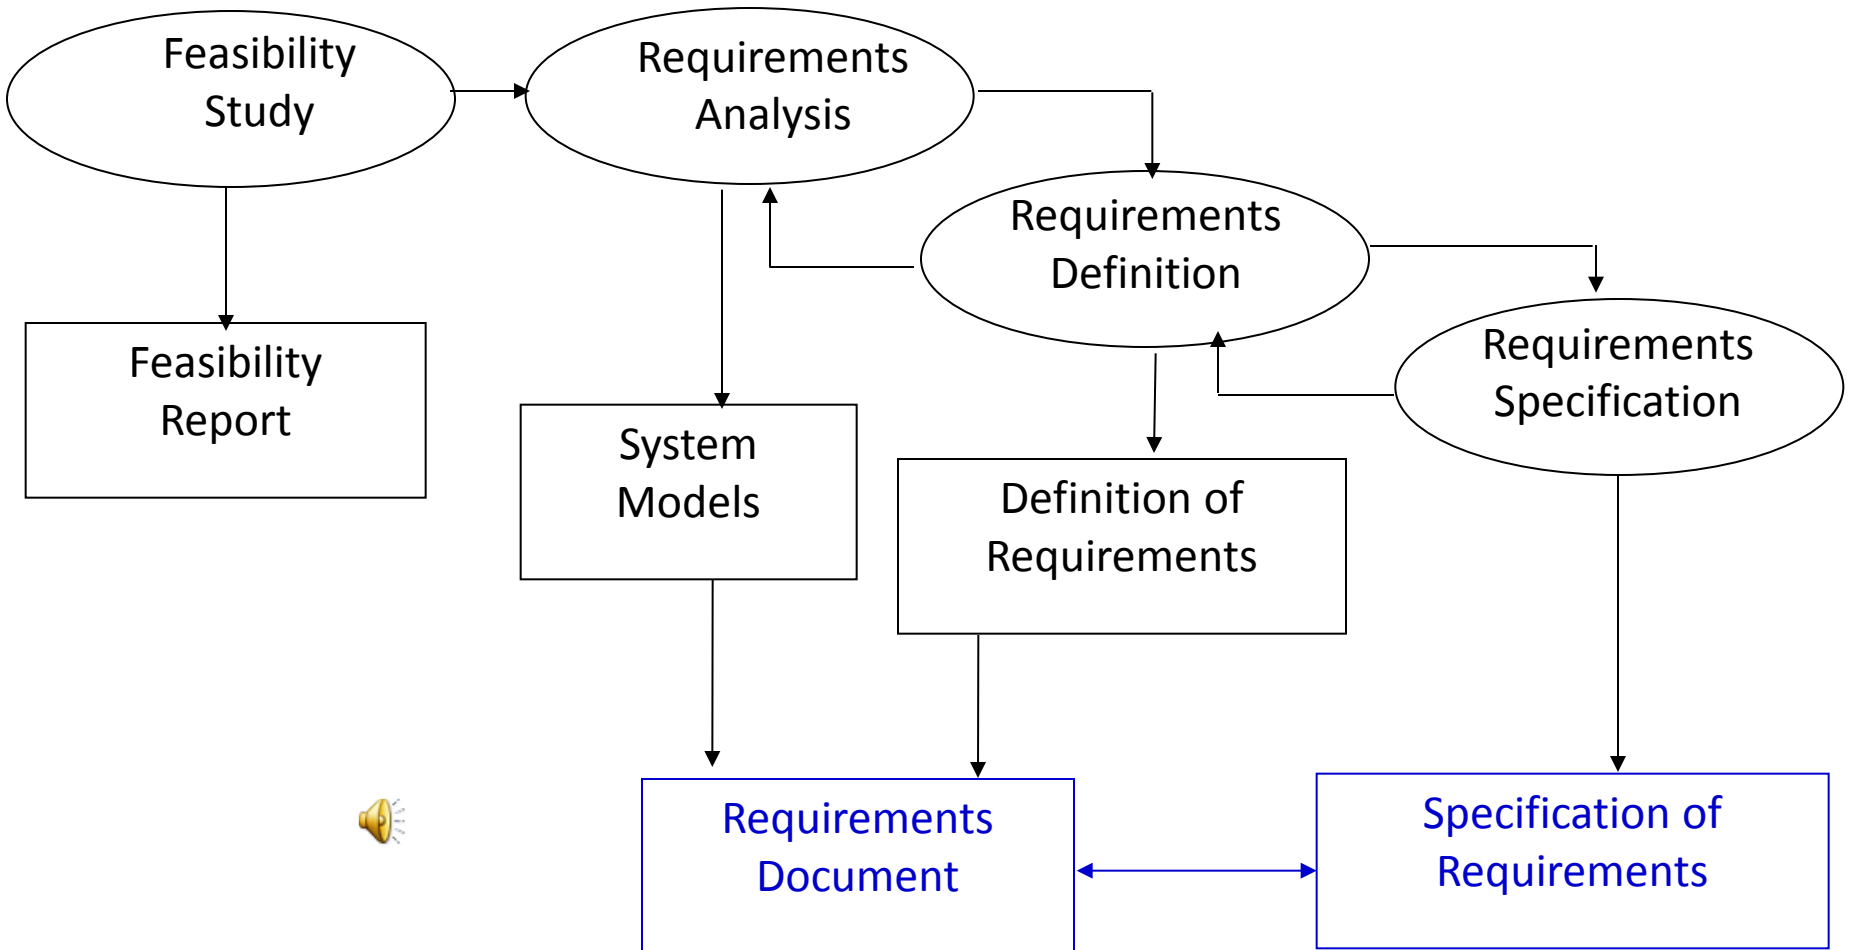 Feasibility
Study
Requirements
Analysis
Requirements
Definition
Requirements
Specification
Feasibility
Report
System
Models
Definition of
Requirements
Requirements
Document
Specification of
Requirements